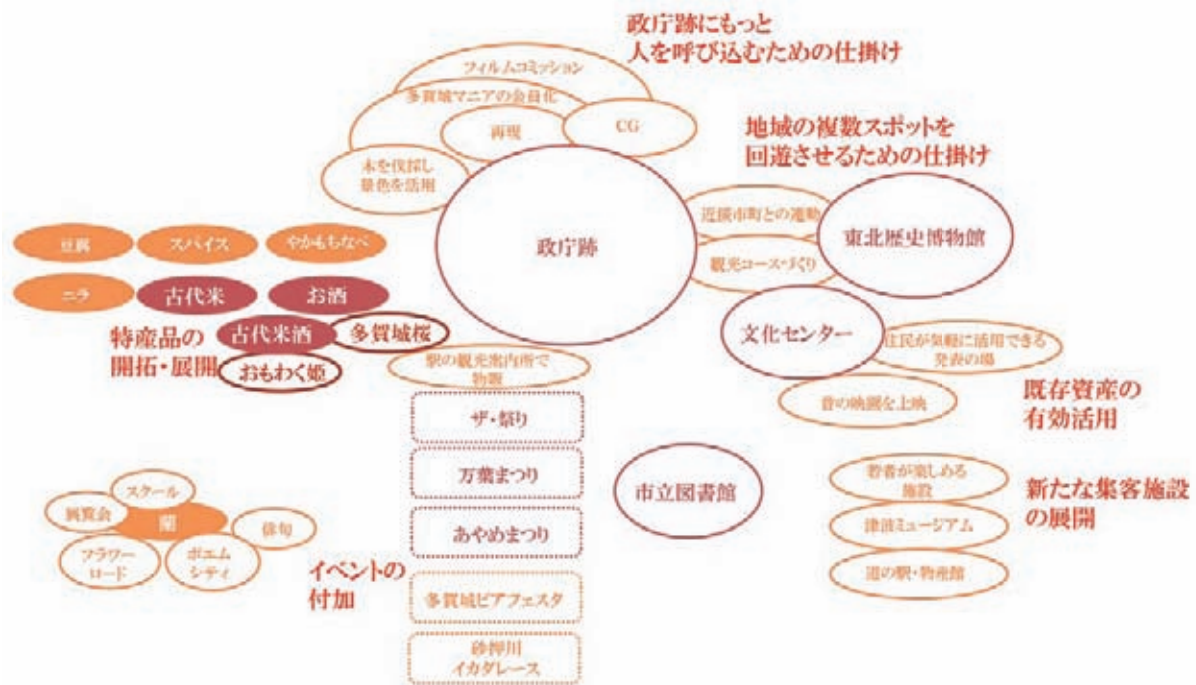 政庁跡にもっと
人を呼び込むための仕掛け
フィルムコミッション
多賀城マニアの会員化
再現
CG
木を伐採し
景色を活用
地域の複数スポットを
回遊させるための仕掛け
政庁跡
近隣市町との連動
観光コースづくり
東北歴史博物館
豆腐
スパイス
やかもちなべ
ニラ
古代米
お酒
特産品の
開拓・展開
古代米酒
多賀城桜
おもわく姫
駅の観光案内所で
物販
文化センター
住民が気軽に活用できる
発表の場
昔の映画を上映
既存資産の
有効活用
ザ・祭り
万葉まつり
あやめまつり
多賀城ビアフェスタ
砂押川
イカダレース
イベントの
付加
市立図書館
若者が楽しめる
施設
津波ミュージアム
道の駅・物産館
新たな集客施設
の展開
スクール
展覧会
蘭
俳句
フラワー
ロード
ポエム
シティ